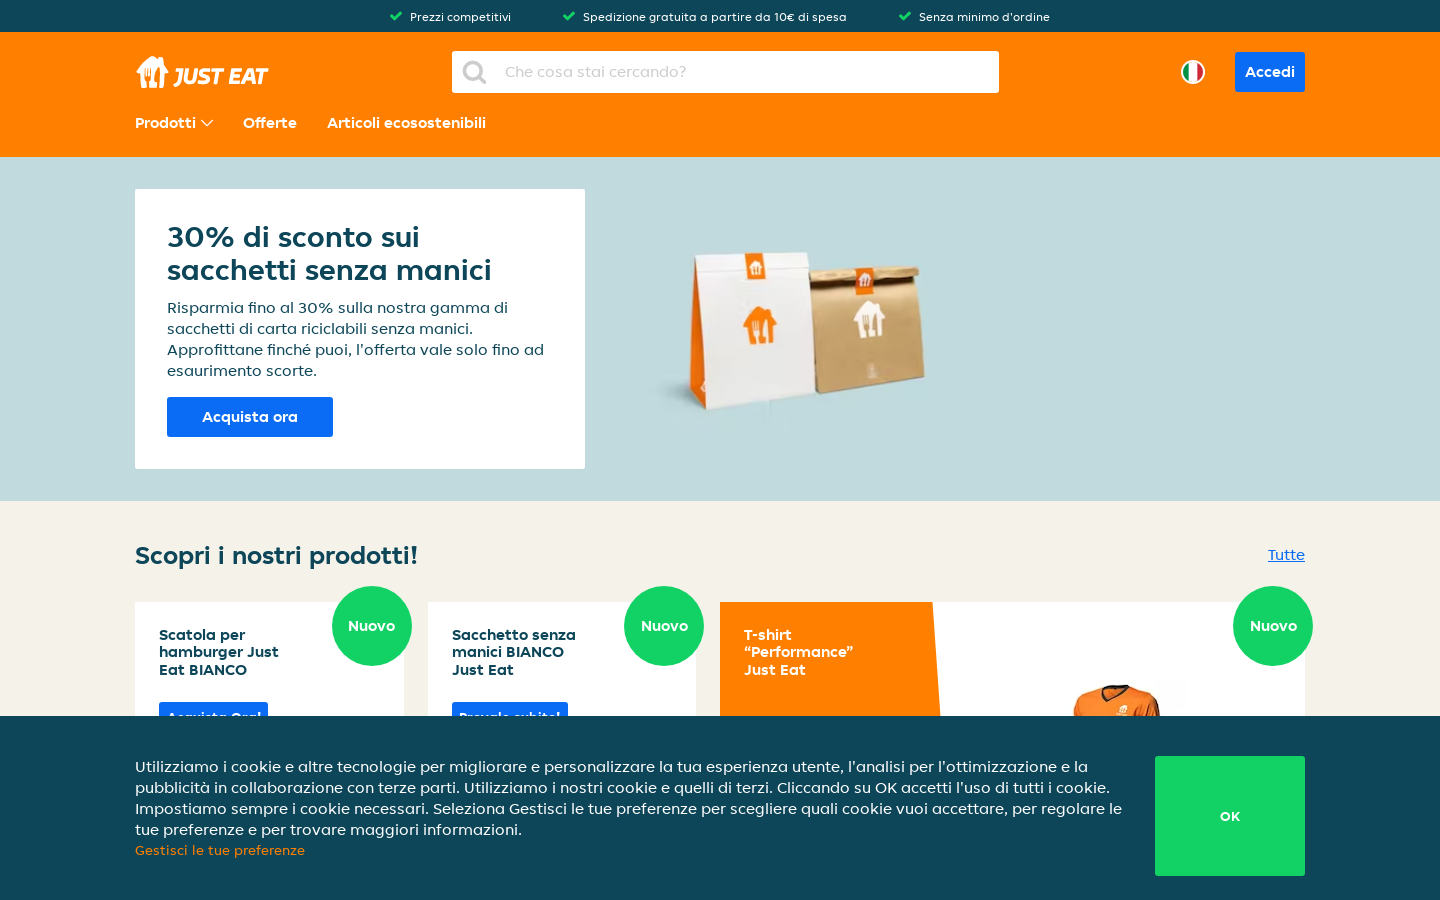 Prezzi competitivi
Spedizione gratuita a partire da 10€ di spesa
Senza minimo d'ordine
JUST EAT
Che cosa stai cercando?
Accedi
Prodotti
Offerte
Articoli ecosostenibili
30% di sconto sui
sacchetti senza manici
Risparmia fino al 30% sulla nostra gamma di
sacchetti di carta riciclabili senza manici.
Approfittane finché puoi, l'offerta vale solo fino ad
esaurimento scorte.
Acquista ora
Scopri i nostri prodotti!
Tutte
Scatola per
hamburger Just
Eat BIANCO
Nuovo
Acquista Ora!
Sacchetto senza
manici BIANCO
Just Eat
Nuovo
Provalo subito!
T-shirt
“Performance”
Just Eat
Nuovo
Utilizziamo i cookie e altre tecnologie per migliorare e personalizzare la tua esperienza utente, l'analisi per l'ottimizzazione e la
pubblicità in collaborazione con terze parti. Utilizziamo i nostri cookie e quelli di terzi. Cliccando su OK accetti l'uso di tutti i cookie.
Impostiamo sempre i cookie necessari. Seleziona Gestisci le tue preferenze per scegliere quali cookie vuoi accettare, per regolare le
tue preferenze e per trovare maggiori informazioni.
Gestisci le tue preferenze
OK